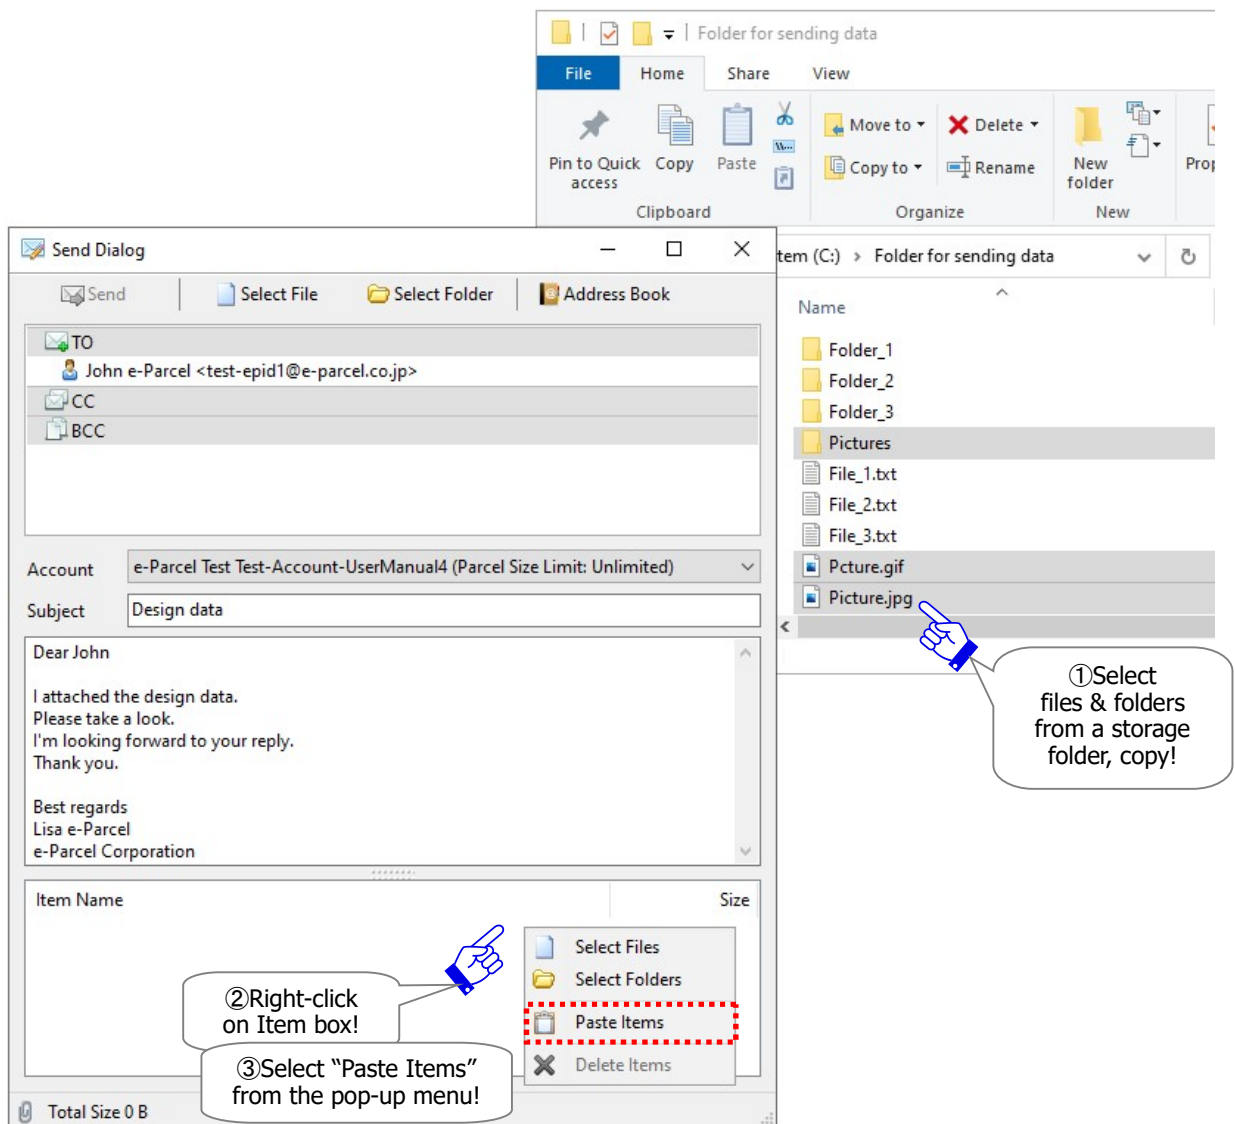 Folder for sending data
File Home Share View
Pin to Quick access Copy Paste Move to Delete
Copy to Rename New folder
Clipboard Organize New
tem (C:) > Folder for sending data
Name
Folder_1
Folder_2
Folder_3
Pictures
File_1.txt
File_2.txt
File_3.txt
Pcture.gif
Picture.jpg
①Select
files & folders
from a storage
folder, copy!
Send Dialog
Send Select File Select Folder Address Book
TO
John e-Parcel <test-epid1@e-parcel.co.jp>
CC
BCC
Account e-Parcel Test Test-Account-UserManual4 (Parcel Size Limit: Unlimited)
Subject Design data
Dear John
I attached the design data.
Please take a look.
I'm looking forward to your reply.
Thank you.
Best regards
Lisa e-Parcel
e-Parcel Corporation
Item Name Size
Select Files
Select Folders
Paste Items
Delete Items
②Right-click
on Item box!
③Select “Paste Items”
from the pop-up menu!
Total Size 0 B